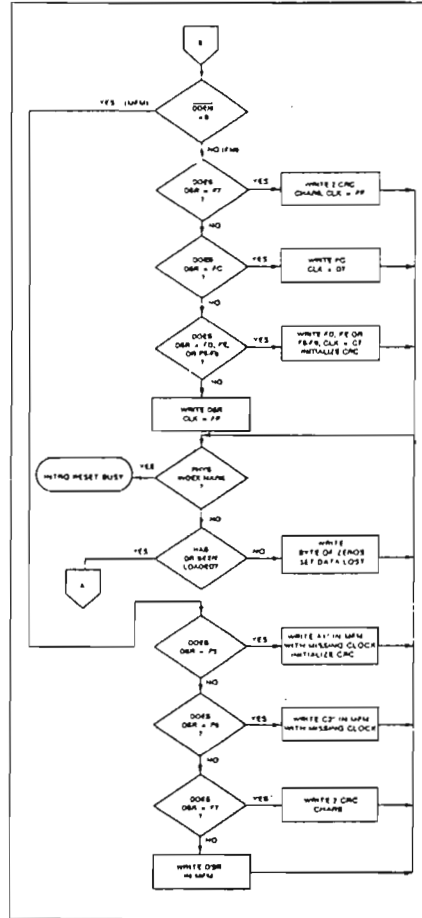 B
DDEN
= 0
YES (MFM)
NO (FM)
DOES
DSR = F7
?
YES
WRITE 2 CRC
CHARS, CLK = FF
NO
DOES
DSR = FC
?
YES
WRITE FC
CLK = D7
NO
DOES
DSR = FD, FE,
OR F8-FB
?
YES
WRITE FD, FE OR
F8-FB, CLK = C7
INITIALIZE CRC
NO
WRITE DSR
CLK = FF
PHYS
INDEX MARK
?
YES
INTRQ RESET BUSY
NO
HAS
DR BEEN
LOADED?
YES
A
NO
WRITE
BYTE OF ZEROS
SET DATA LOST
DOES
DSR = F5
?
YES
WRITE A1* IN MFM
WITH MISSING CLOCK
INITIALIZE CRC
NO
DOES
DSR = F6
?
YES
WRITE C2* IN MFM
WITH MISSING CLOCK
NO
DOES
DSR = F7
?
YES
WRITE 2 CRC
CHARS
NO
WRITE DSR
IN MFM